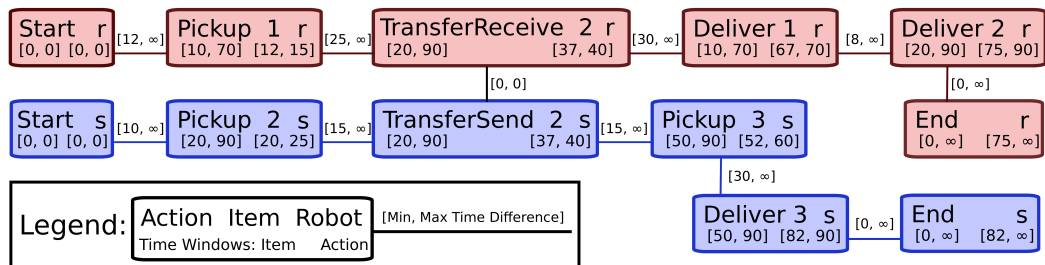 Start r
[0, 0] [0, 0]
[12, ∞]
Pickup 1 r
[10, 70] [12, 15]
[25, ∞]
TransferReceive 2 r
[20, 90] [37, 40]
[30, ∞]
Deliver 1 r
[10, 70] [67, 70]
[8, ∞]
Deliver 2 r
[20, 90] [75, 90]
[0, 0]
[0, ∞]
Start s
[0, 0] [0, 0]
[10, ∞]
Pickup 2 s
[20, 90] [20, 25]
[15, ∞]
TransferSend 2 s
[20, 90] [37, 40]
[15, ∞]
Pickup 3 s
[50, 90] [52, 60]
End r
[0, ∞] [75, ∞]
[30, ∞]
Deliver 3 s
[50, 90] [82, 90]
[0, ∞]
End s
[0, ∞] [82, ∞]
Legend:
Action Item Robot
Time Windows: Item Action
[Min, Max Time Difference]